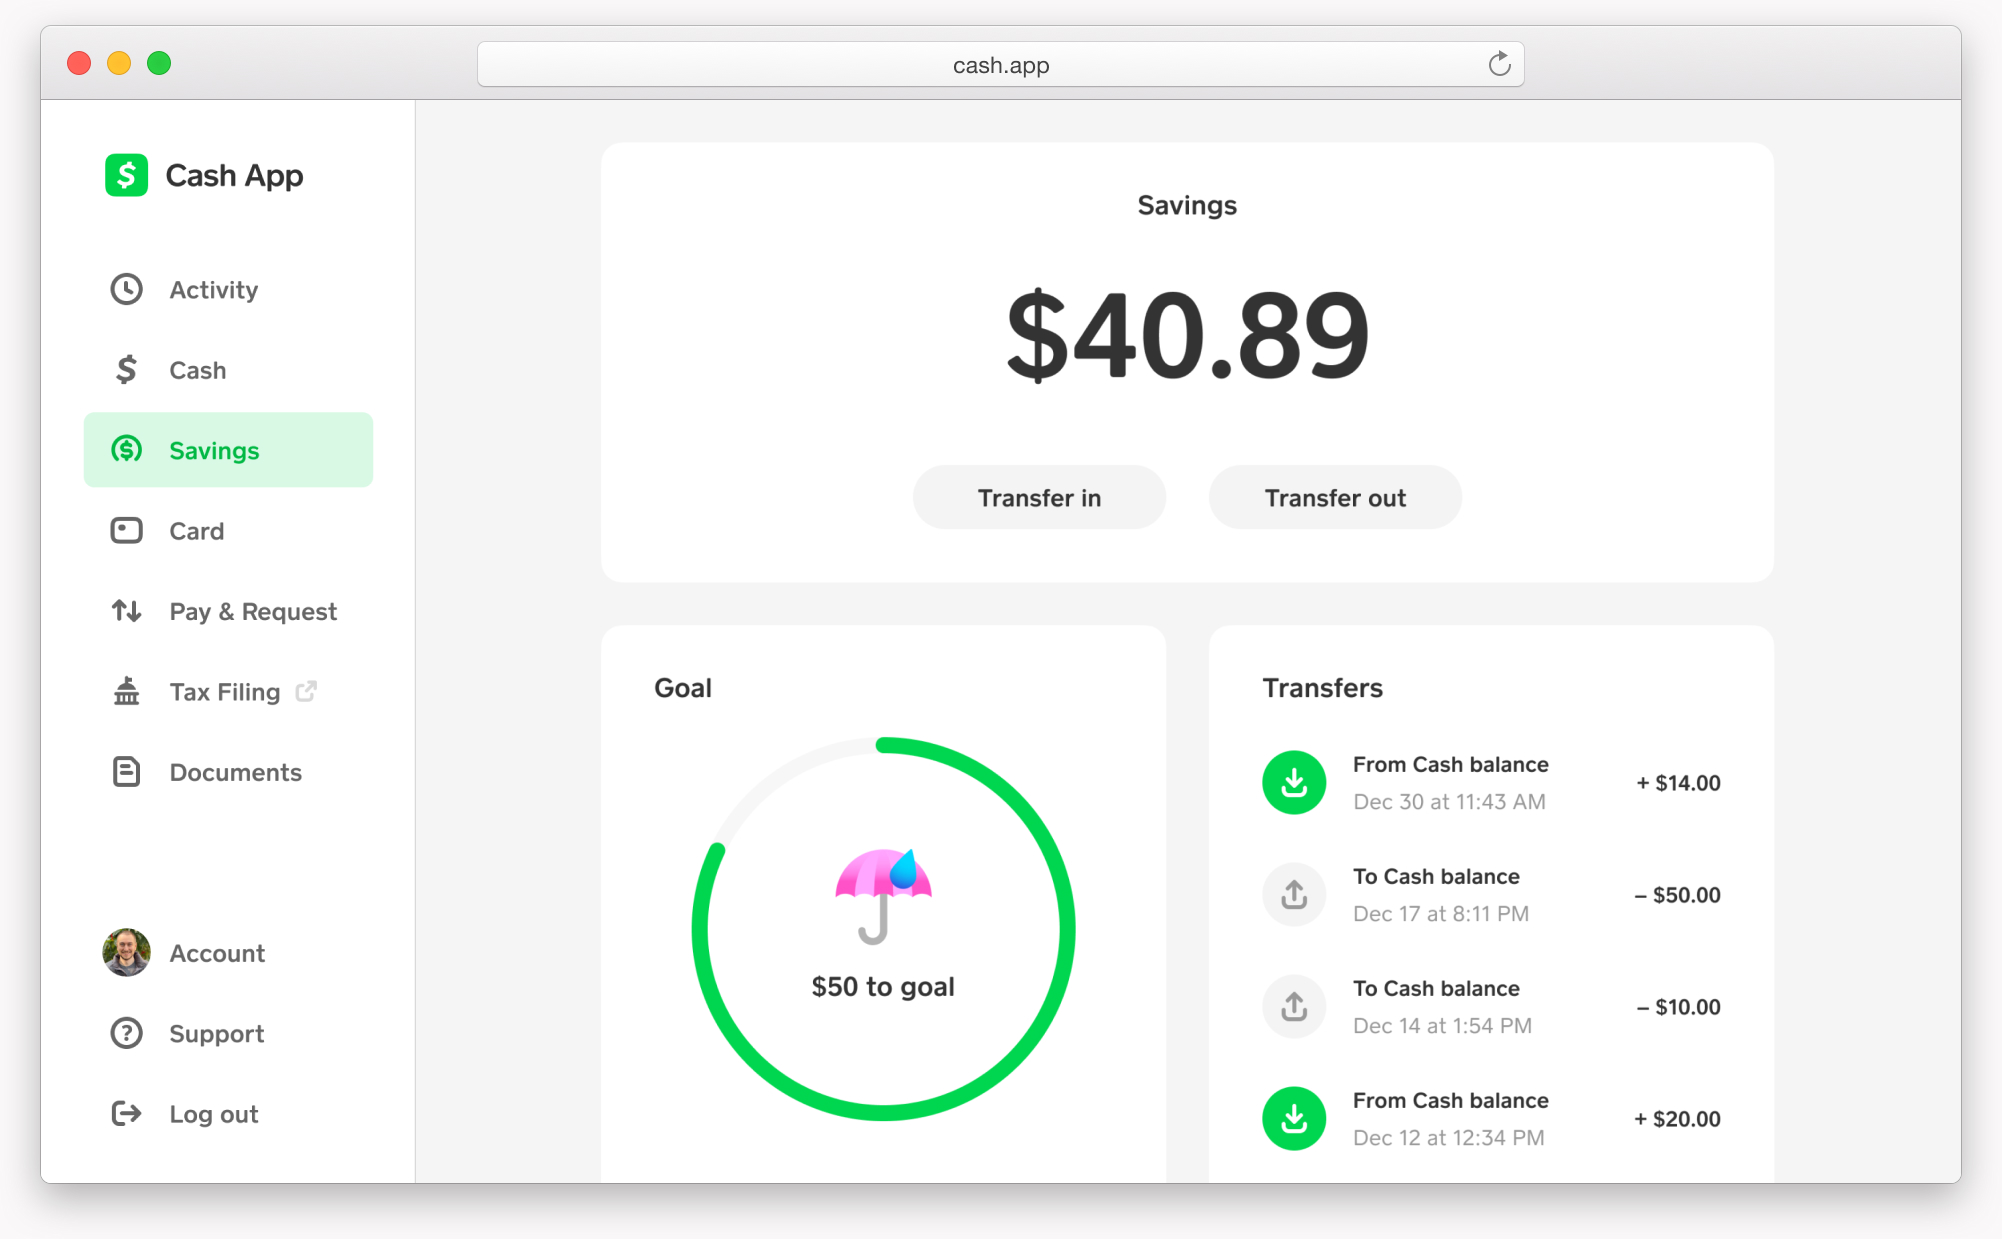 cash.app
Cash App
Activity
Cash
Savings
Card
Pay & Request
Tax Filing
Documents
Account
Support
Log out
Savings
$40.89
Transfer in
Transfer out
Goal
$50 to goal
Transfers
From Cash balance
Dec 30 at 11:43 AM
+ $14.00
To Cash balance
Dec 17 at 8:11 PM
– $50.00
To Cash balance
Dec 14 at 1:54 PM
– $10.00
From Cash balance
Dec 12 at 12:34 PM
+ $20.00